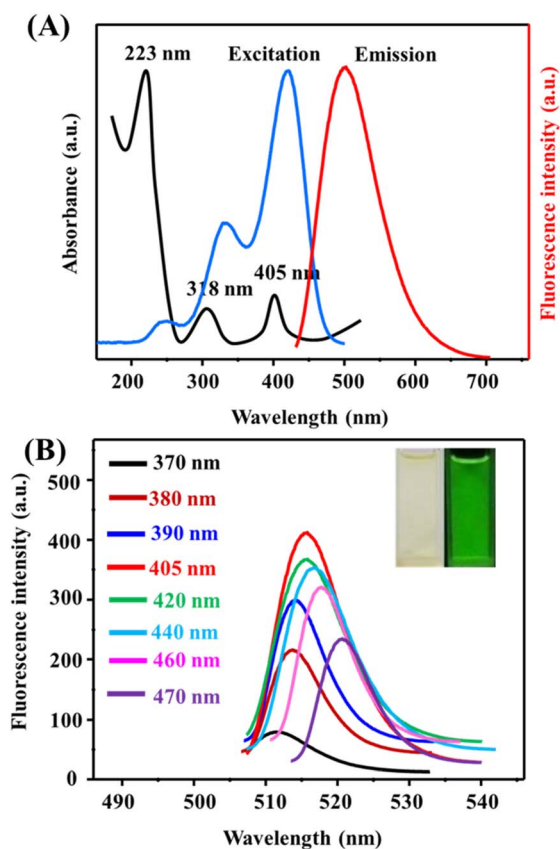 (A)
223 nm
Excitation
Emission
318 nm
405 nm
Absorbance (a.u.)
Fluorescence intensity (a.u.)
200 300 400 500 600 700
Wavelength (nm)
(B)
370 nm
380 nm
390 nm
405 nm
420 nm
440 nm
460 nm
470 nm
Fluorescence intensity (a.u.)
500
400
300
200
100
0
490 500 510 520 530 540
Wavelength (nm)